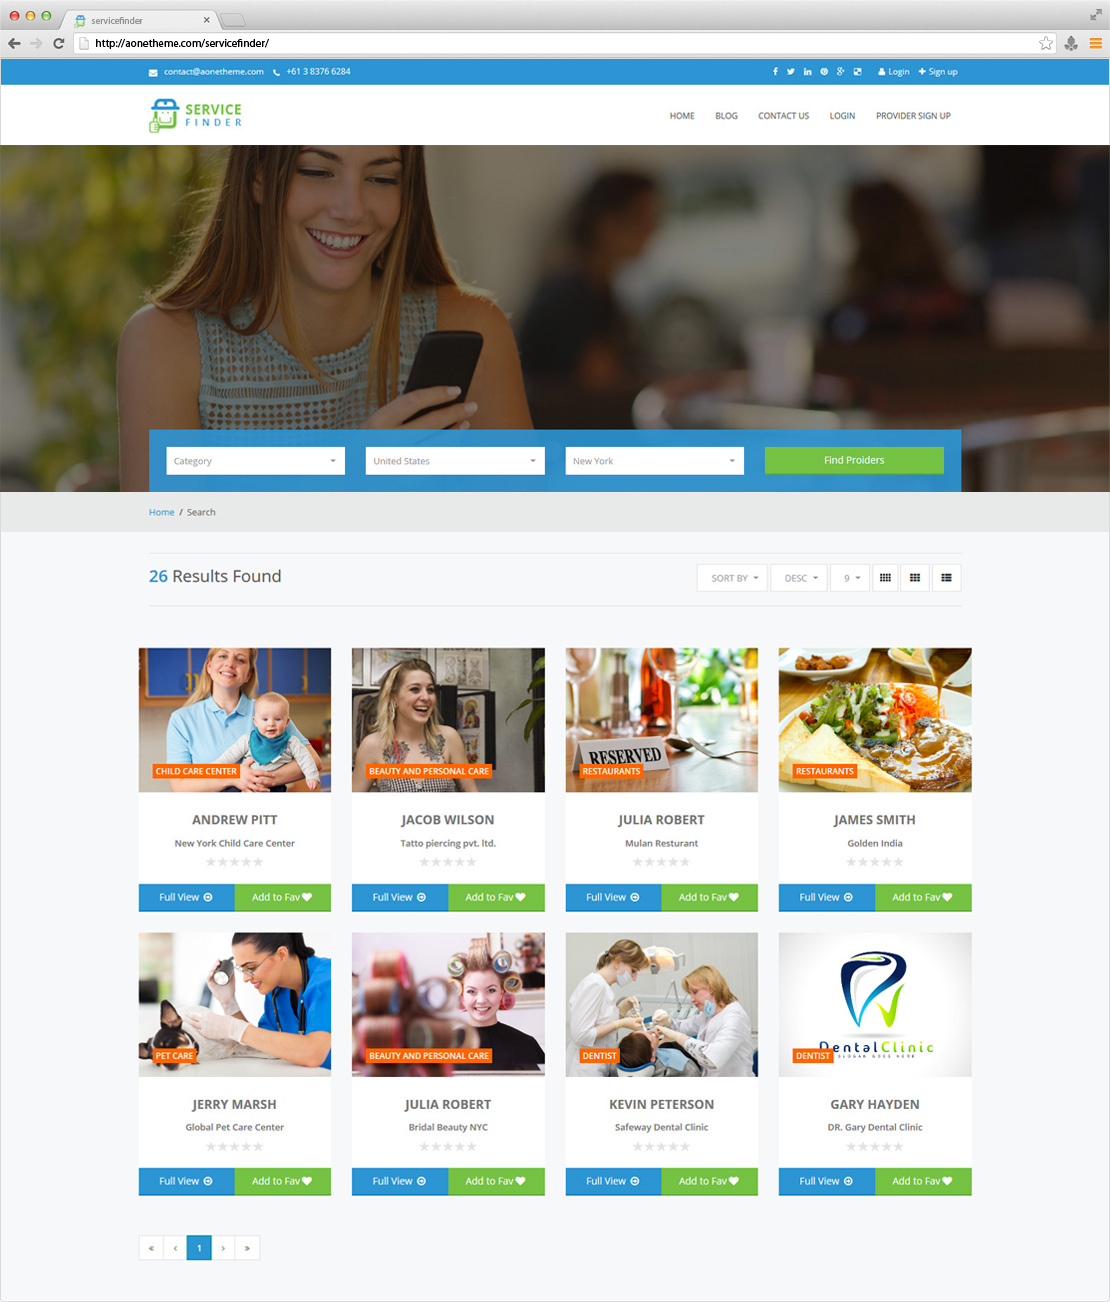 servicefinder
http://aonetheme.com/servicefinder/
contact@aonetheme.com +61 3 8376 6284 Login Sign up
SERVICE
FINDER
HOME BLOG CONTACT US LOGIN PROVIDER SIGN UP
Category United States New York Find Proiders
Home / Search
26 Results Found SORT BY DESC 9
RESERVED
CHILD CARE CENTER BEAUTY AND PERSONAL CARE RESTAURANTS RESTAURANTS
ANDREW PITT JACOB WILSON JULIA ROBERT JAMES SMITH
New York Child Care Center Tatto piercing pvt. ltd. Mulan Resturant Golden India
Full View Add to Fav Full View Add to Fav Full View Add to Fav Full View Add to Fav
DentalClinic
SLOGAN GOES HERE
PET CARE BEAUTY AND PERSONAL CARE DENTIST DENTIST
JERRY MARSH JULIA ROBERT KEVIN PETERSON GARY HAYDEN
Global Pet Care Center Bridal Beauty NYC Safeway Dental Clinic DR. Gary Dental Clinic
Full View Add to Fav Full View Add to Fav Full View Add to Fav Full View Add to Fav
« ‹ 1 › »